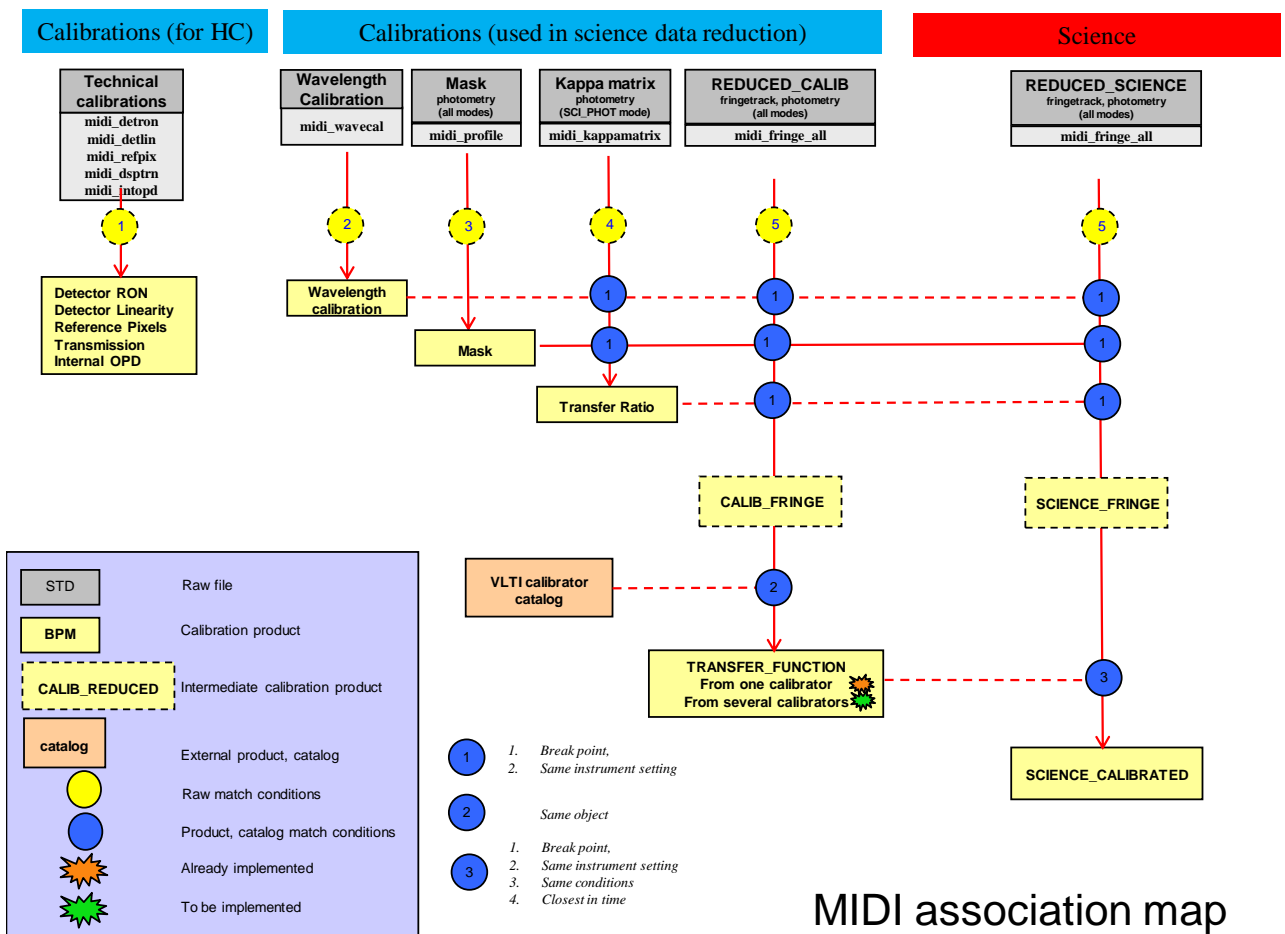 Calibrations (for HC)
Calibrations (used in science data reduction)
Science
Technical
calibrations
midi_detron
midi_detlin
midi_refpix
midi_dsptrn
midi_intopd
Wavelength
Calibration
midi_wavecal
Mask
photometry
(all modes)
midi_profile
Kappa matrix
photometry
(SCI_PHOT mode)
midi_kappamatrix
REDUCED_CALIB
fringetrack, photometry
(all modes)
midi_fringe_all
REDUCED_SCIENCE
fringetrack, photometry
(all modes)
midi_fringe_all
1
2
3
4
5
5
Detector RON
Detector Linearity
Reference Pixels
Transmission
Internal OPD
Wavelength
calibration
1
1
1
Mask
1
1
1
Transfer Ratio
1
1
CALIB_FRINGE
SCIENCE_FRINGE
VLTI calibrator
catalog
2
TRANSFER_FUNCTION
From one calibrator
From several calibrators
3
SCIENCE_CALIBRATED
STD
Raw file
BPM
Calibration product
CALIB_REDUCED
Intermediate calibration product
catalog
External product, catalog
Raw match conditions
Product, catalog match conditions
Already implemented
To be implemented
1
1. Break point,
2. Same instrument setting
2
Same object
3
1. Break point,
2. Same instrument setting
3. Same conditions
4. Closest in time
MIDI association map